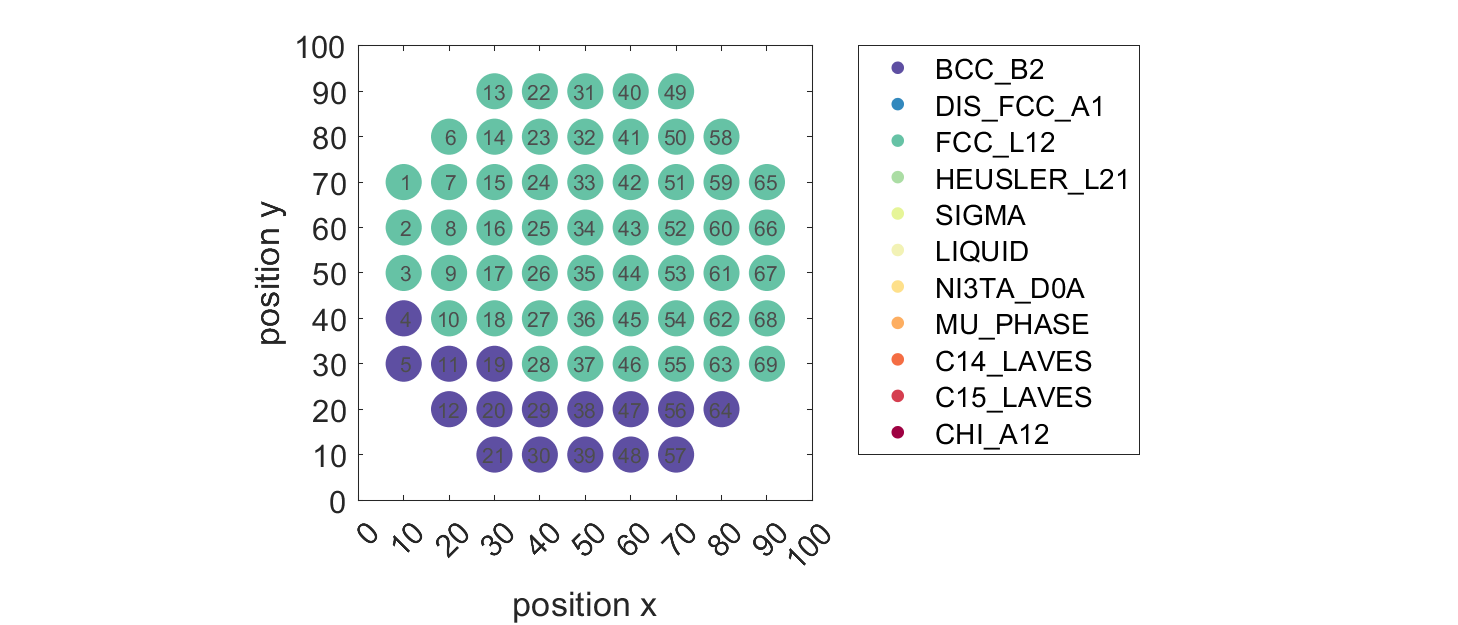 100
90
80
70
60
50
40
30
20
10
0
position y
13 22 31 40 49
6 14 23 32 41 50 58
1 7 15 24 33 42 51 59 65
2 8 16 25 34 43 52 60 66
3 9 17 26 35 44 53 61 67
4 10 18 27 36 45 54 62 68
5 11 19 28 37 46 55 63 69
12 20 29 38 47 56 64
21 30 39 48 57
0 10 20 30 40 50 60 70 80 90 100
position x
BCC_B2
DIS_FCC_A1
FCC_L12
HEUSLER_L21
SIGMA
LIQUID
NI3TA_D0A
MU_PHASE
C14_LAVES
C15_LAVES
CHI_A12